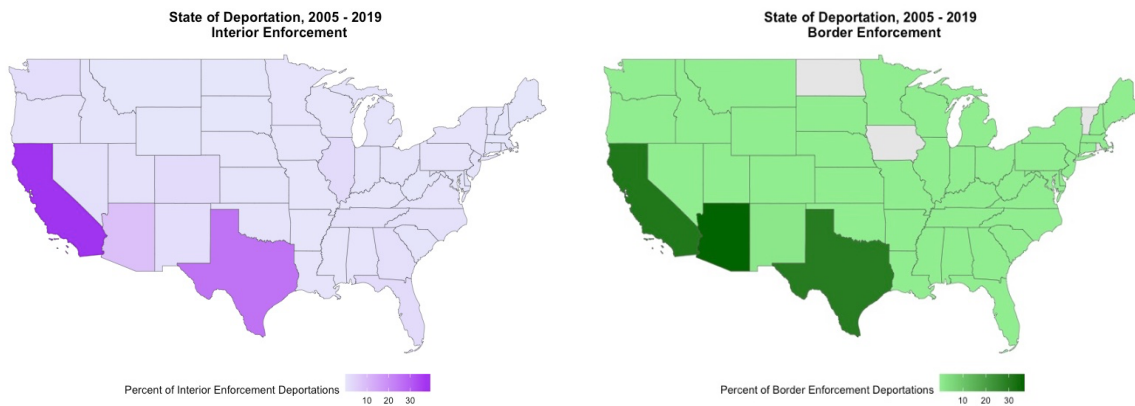 State of Deportation, 2005 - 2019
Interior Enforcement
Percent of Interior Enforcement Deportations
10 20 30
State of Deportation, 2005 - 2019
Border Enforcement
Percent of Border Enforcement Deportations
10 20 30